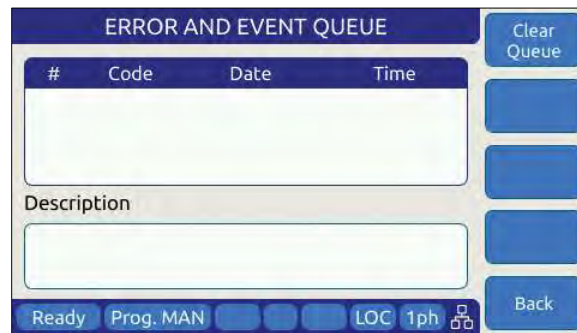 ERROR AND EVENT QUEUE
Clear
Queue
# Code Date Time
Description
Back
Ready Prog. MAN LOC 1ph